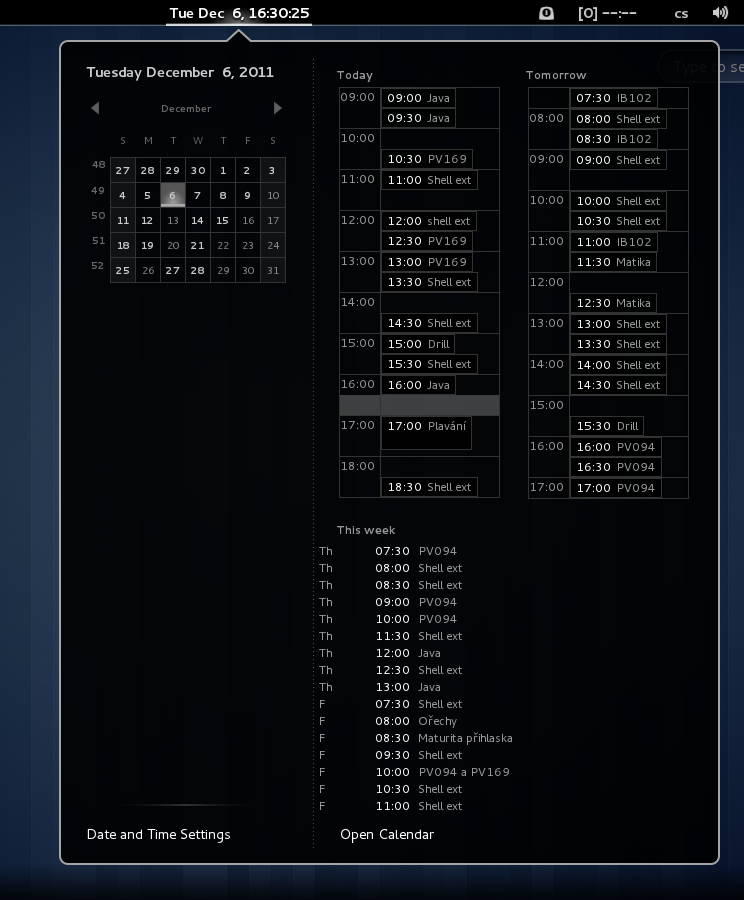 Tue Dec  6, 16:30:25
[0] --:--
cs
Type to se
Tuesday December  6, 2011
December
S M T W T F S
48 27 28 29 30 1 2 3
49 4 5 6 7 8 9 10
50 11 12 13 14 15 16 17
51 18 19 20 21 22 23 24
52 25 26 27 28 29 30 31
Date and Time Settings
Today
09:00 09:00 Java
09:30 Java
10:00
10:30 PV169
11:00 11:00 Shell ext
12:00 12:00 shell ext
12:30 PV169
13:00 13:00 PV169
13:30 Shell ext
14:00
14:30 Shell ext
15:00 15:00 Drill
15:30 Shell ext
16:00 16:00 Java
17:00 17:00 Plavání
18:00
18:30 Shell ext
Tomorrow
07:30 IB102
08:00 08:00 Shell ext
08:30 IB102
09:00 09:00 Shell ext
10:00 10:00 Shell ext
10:30 Shell ext
11:00 11:00 IB102
11:30 Matika
12:00
12:30 Matika
13:00 13:00 Shell ext
13:30 Shell ext
14:00 14:00 Shell ext
14:30 Shell ext
15:00
15:30 Drill
16:00 16:00 PV094
16:30 PV094
17:00 17:00 PV094
This week
Th 07:30 PV094
Th 08:00 Shell ext
Th 08:30 Shell ext
Th 09:00 PV094
Th 10:00 PV094
Th 11:30 Shell ext
Th 12:00 Java
Th 12:30 Shell ext
Th 13:00 Java
F 07:30 Shell ext
F 08:00 Ořechy
F 08:30 Maturita přihlaska
F 09:30 Shell ext
F 10:00 PV094 a PV169
F 10:30 Shell ext
F 11:00 Shell ext
Open Calendar